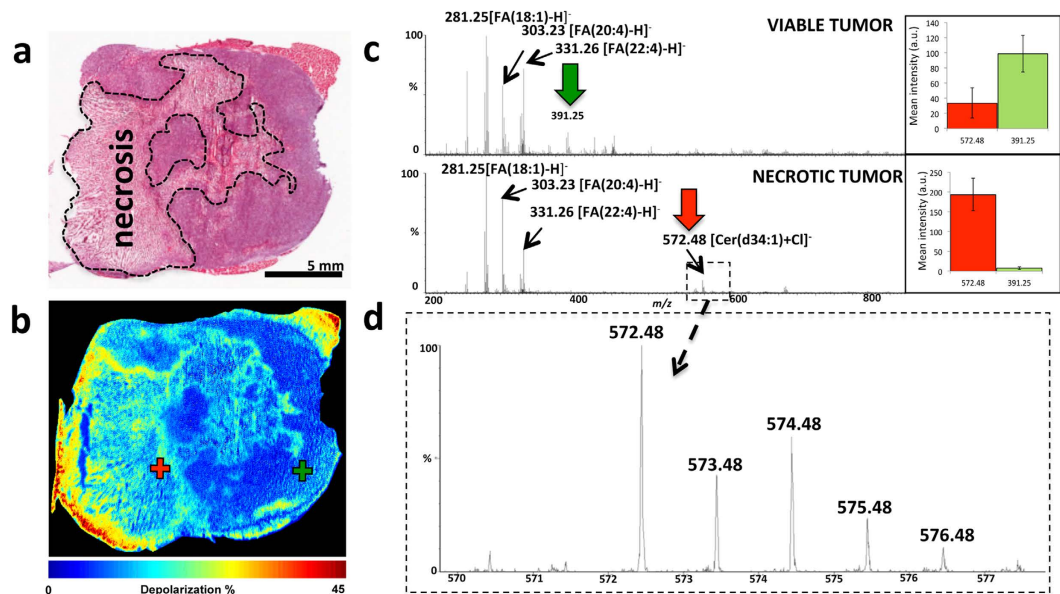 a
necrosis
5 mm
b
0
Depolarization %
45
c
281.25[FA(18:1)-H]-
303.23 [FA(20:4)-H]-
331.26 [FA(22:4)-H]-
391.25
VIABLE TUMOR
100
%
0
Mean intensity (a.u.)
140
120
100
80
60
40
20
0
572.48
391.25
281.25[FA(18:1)-H]-
303.23 [FA(20:4)-H]-
331.26 [FA(22:4)-H]-
NECROTIC TUMOR
572.48 [Cer(d34:1)+Cl]-
100
%
0
200
400
m/z
600
800
Mean intensity (a.u.)
250
200
150
100
50
0
572.48
391.25
d
572.48
573.48
574.48
575.48
576.48
100
%
0
570
571
572
573
574
575
576
577